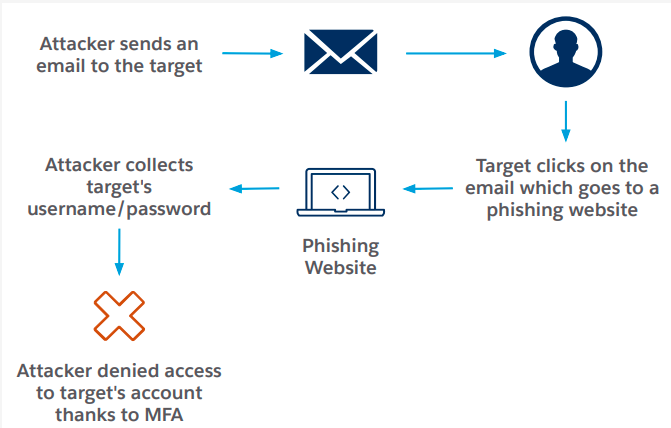 Attacker sends an
email to the target
Target clicks on the
email which goes to a
phishing website
< >
Phishing
Website
Attacker collects
target's
username/password
Attacker denied access
to target's account
thanks to MFA